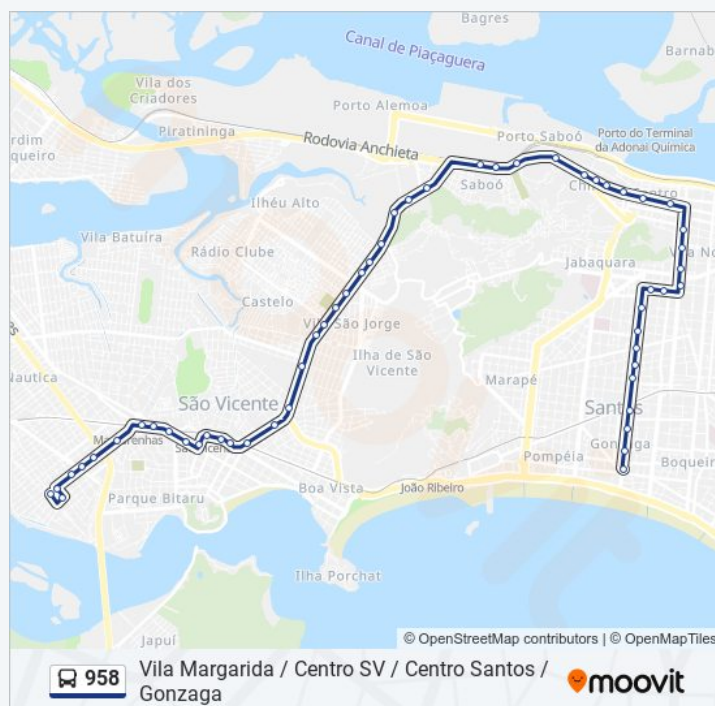 Bagres
Canal de Piaçaguera
Barnab
Vila dos
Criadores
Porto Alemoa
Piratininga
Porto Saboó
Porto do Terminal
da Adonai Quimica
Rodovia Anchieta
Saboó
Ilhéu Alto
Vila Batuíra
Rádio Clube
Jabaquara
Castelo
Vila São Jorge
Ilha de São
Vicente
Nautica
Marapé
São Vicente
Santos
Gonzaga
Pompéia
Boqueir
Boa Vista
João Ribeiro
Parque Bitaru
Ilha Porchat
Japuí
© OpenStreetMap contributors | © OpenMapTiles
958
Vila Margarida / Centro SV / Centro Santos /
Gonzaga
moovit